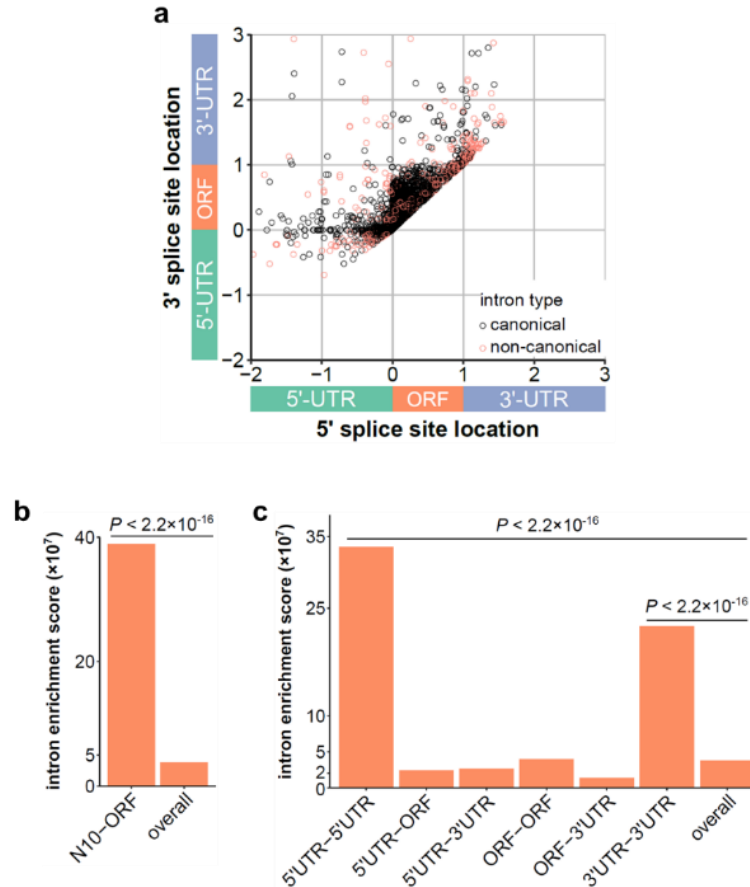 a
3' splice site location
5'-UTR
ORF
3'-UTR
3
2
1
0
−1
−2
intron type
canonical
non-canonical
−2
−1
0
1
2
3
5'-UTR
ORF
3'-UTR
5' splice site location
b
P < 2.2×10⁻¹⁶
intron enrichment score (×10⁷)
40
20
5
0
N10−ORF
overall
c
P < 2.2×10⁻¹⁶
P < 2.2×10⁻¹⁶
intron enrichment score (×10⁷)
35
25
10
5
2
0
5'UTR−5'UTR
5'UTR−ORF
5'UTR−3'UTR
ORF−ORF
ORF−3'UTR
3'UTR−3'UTR
overall